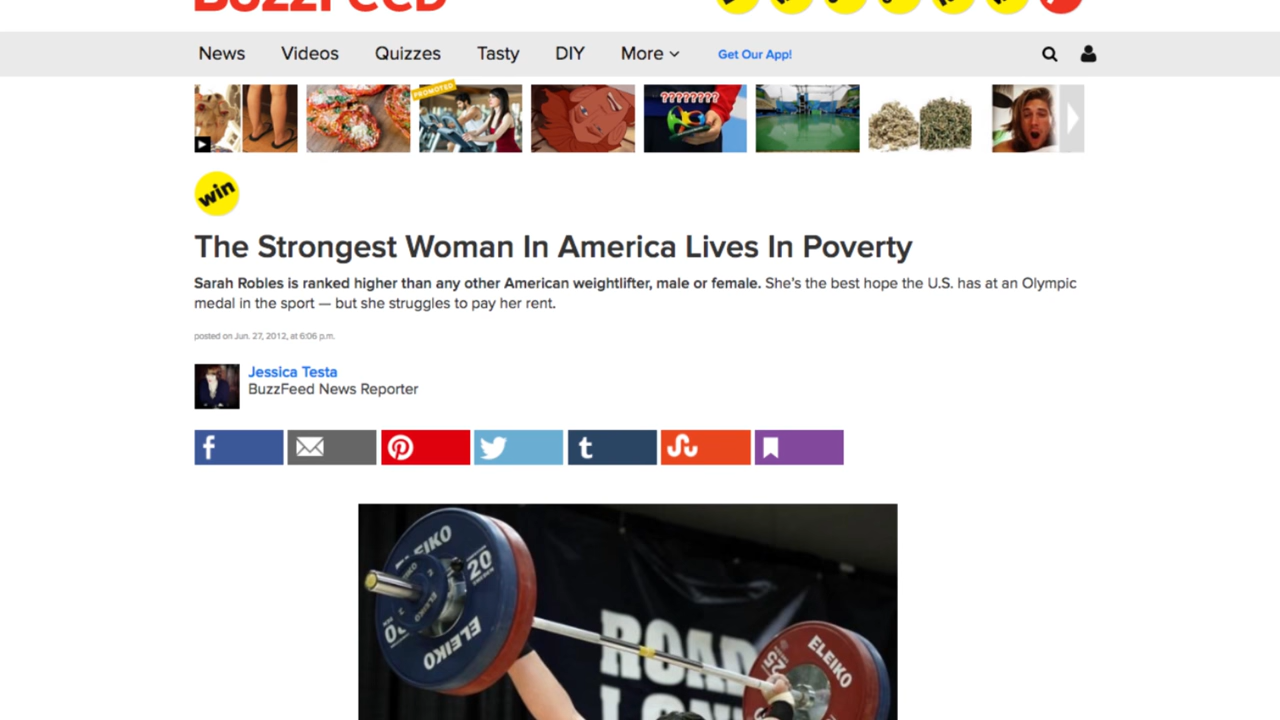 BUZZFEED
News Videos Quizzes Tasty DIY More Get Our App!
PROMOTED
????????
win
The Strongest Woman In America Lives In Poverty
Sarah Robles is ranked higher than any other American weightlifter, male or female. She's the best hope the U.S. has at an Olympic
medal in the sport — but she struggles to pay her rent.
posted on Jun. 27, 2012, at 6:06 p.m.
Jessica Testa
BuzzFeed News Reporter
ELEIKO
20
ELEIKO
ELEIKO
25
ROAD